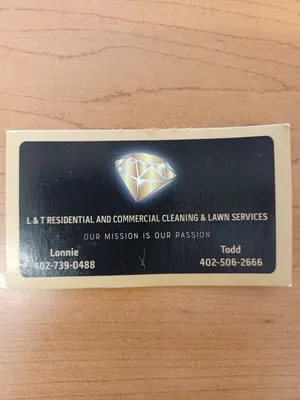 L & T RESIDENTIAL AND COMMERCIAL CLEANING & LAWN SERVICES
OUR MISSION IS OUR PASSION
Lonnie Todd
402-739-0488 402-506-2666